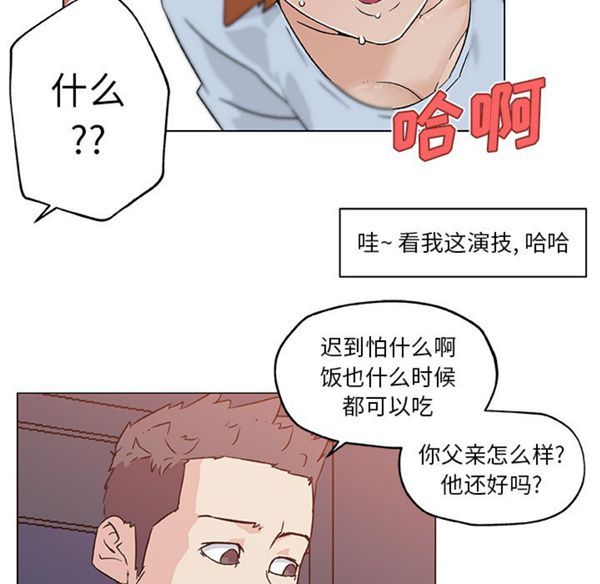 什么
??
哈啊
哇~ 看我这演技, 哈哈
迟到怕什么啊
饭也什么时候
都可以吃
你父亲怎么样?
他还好吗?